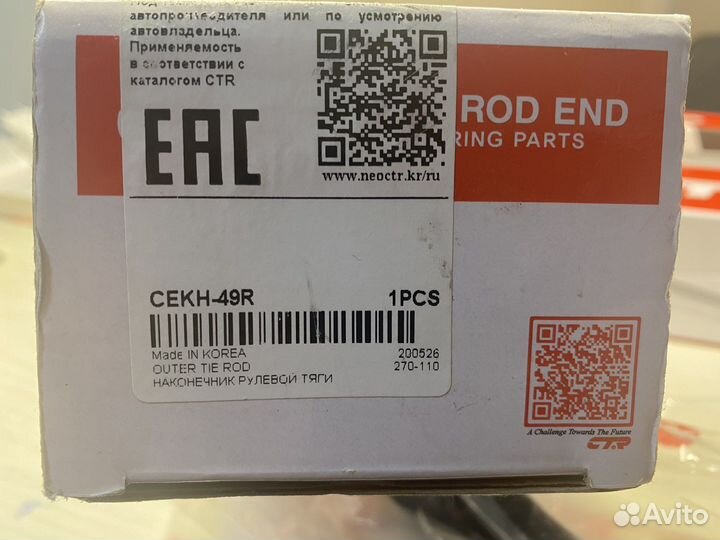 автопроизводителя или по усмотрению
автовладельца.
Применяемость
в соответствии с
каталогом CTR
EAC
www.neoctr.kr/ru
ROD END
RING PARTS
CEKH-49R 1PCS
Made IN KOREA 200526
OUTER TIE ROD 270-110
НАКОНЕЧНИК РУЛЕВОЙ ТЯГИ
A Challenge Towards The Future
CTR
Avito